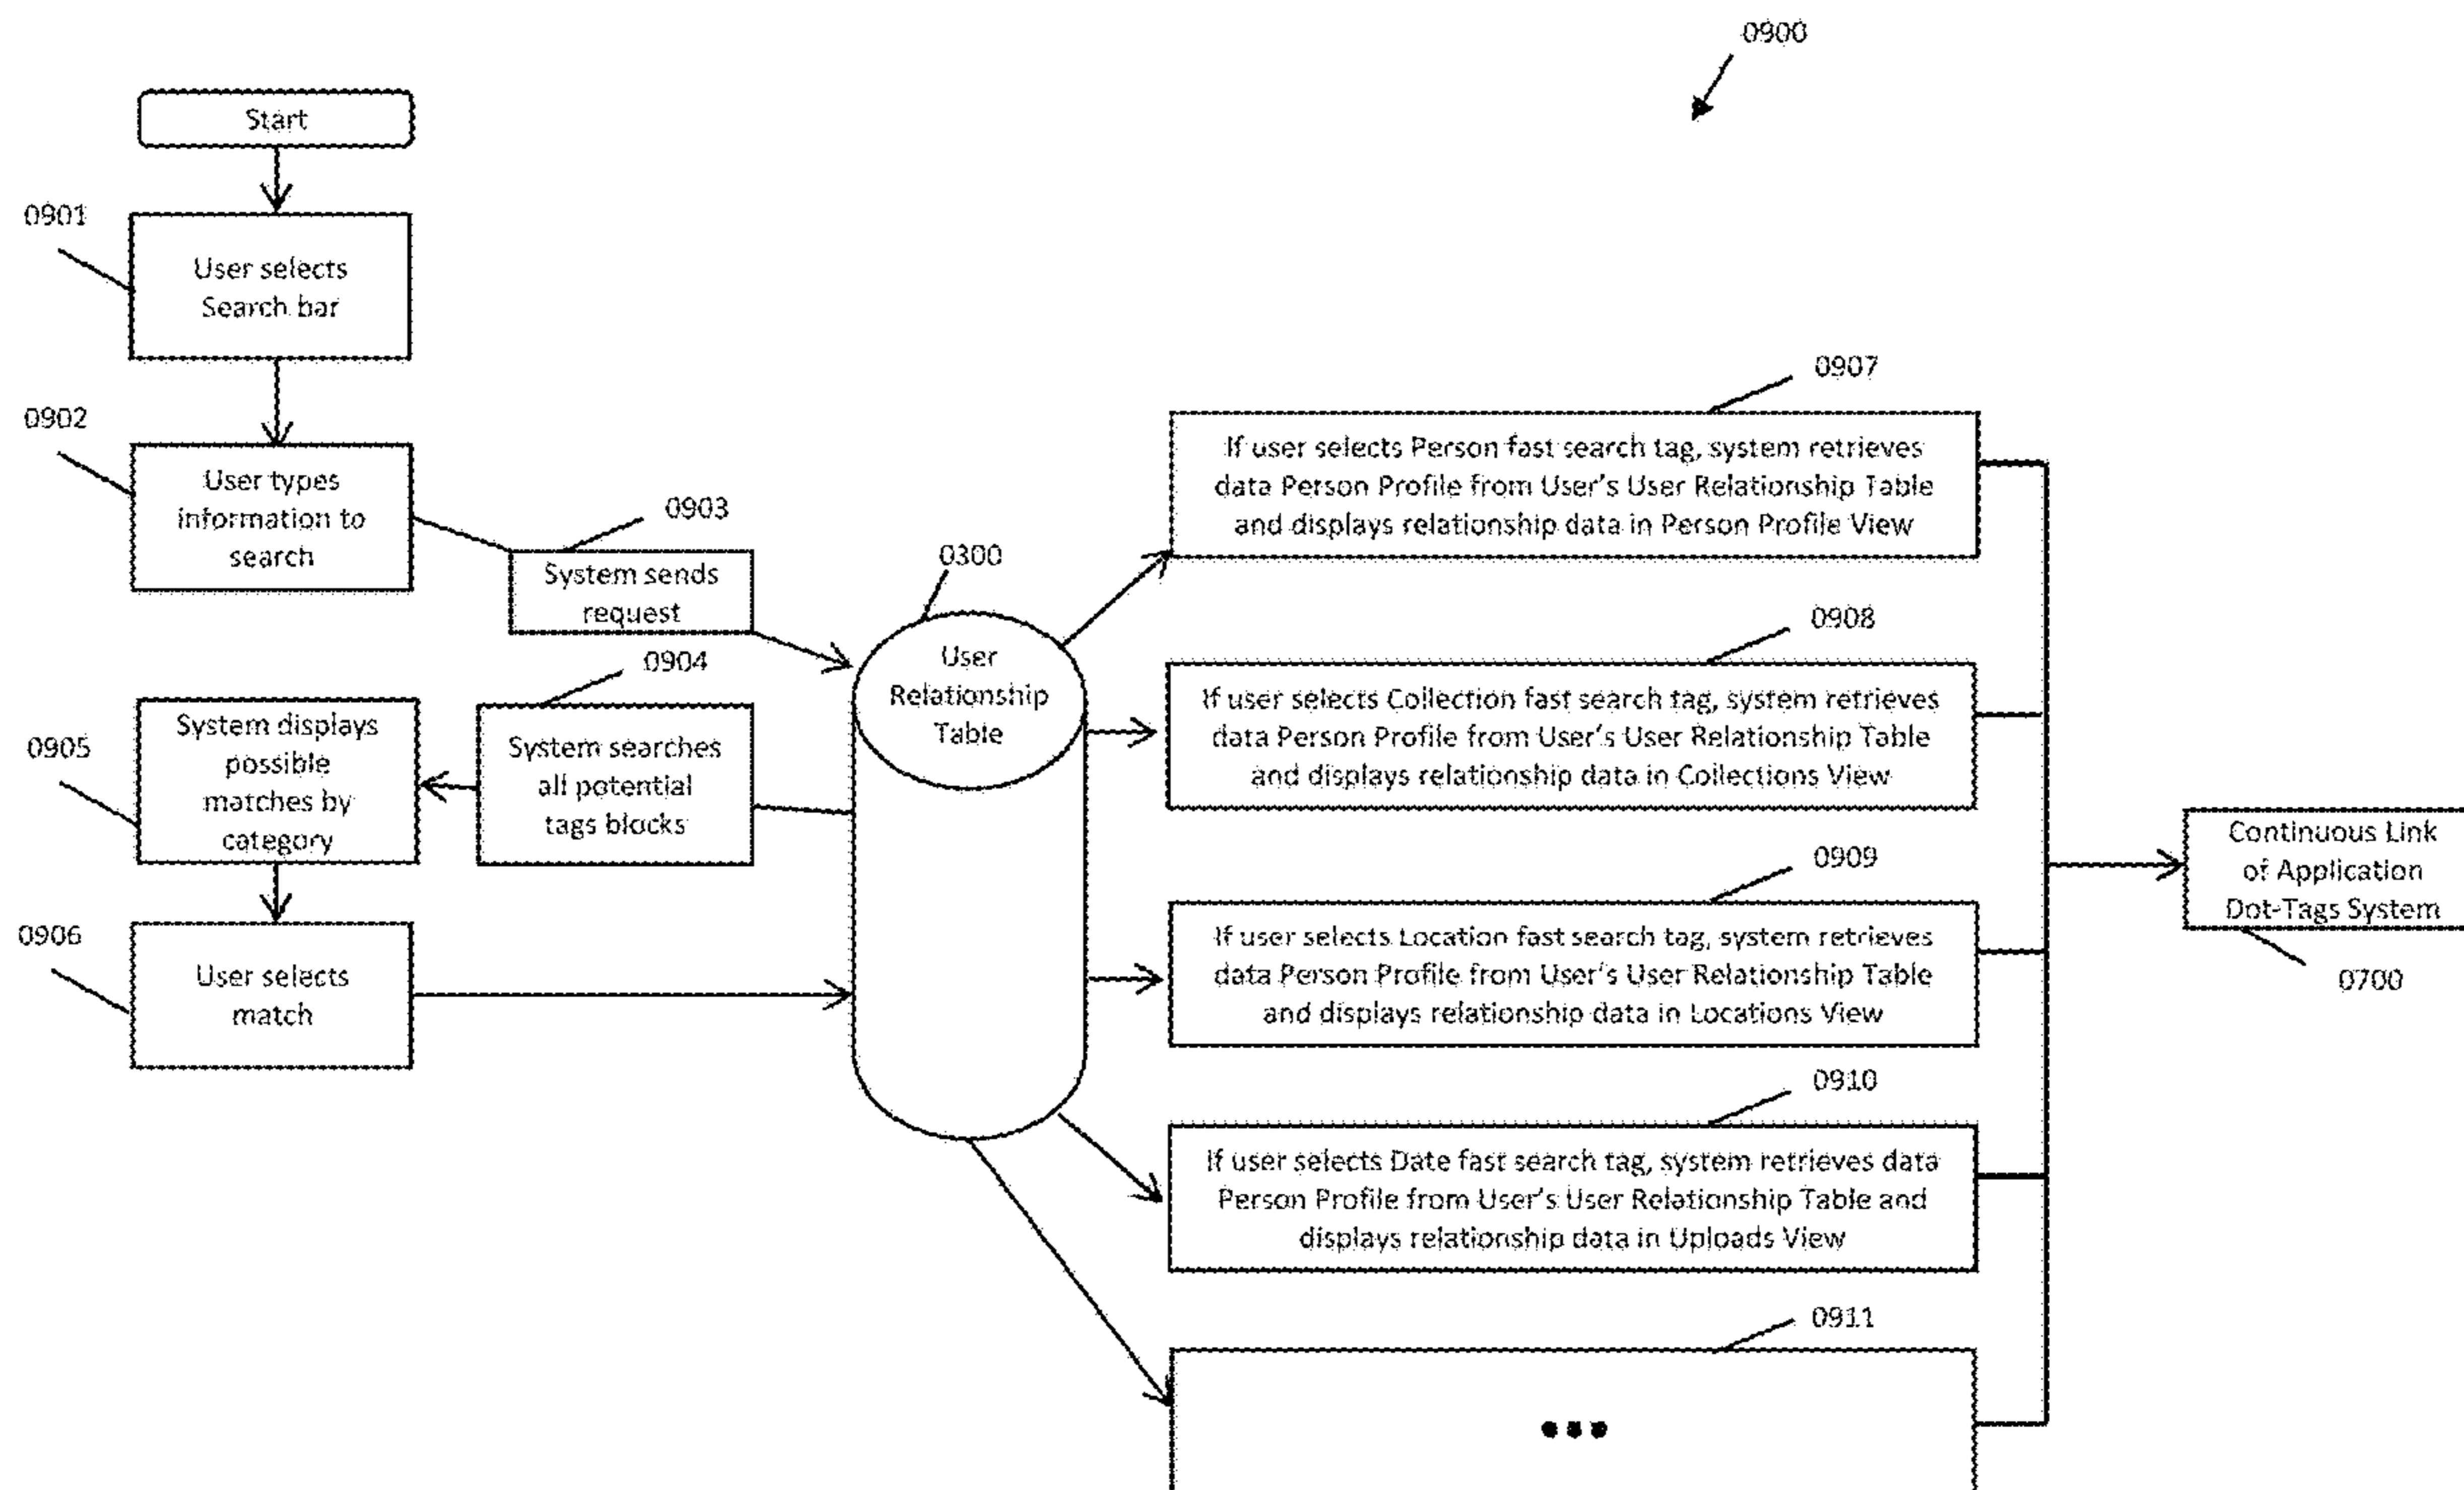 0900
Start
0901
User selects
Search bar
0902
User types
information to
search
0903
System sends
request
0300
User
Relationship
Table
0904
System searches
all potential
tags blocks
0905
System displays
possible
matches by
category
0906
User selects
match
0907
If user selects Person fast search tag, system retrieves
data Person Profile from User's User Relationship Table
and displays relationship data in Person Profile View
0908
If user selects Collection fast search tag, system retrieves
data Person Profile from User's User Relationship Table
and displays relationship data in Collections View
0909
If user selects Location fast search tag, system retrieves
data Person Profile from User's User Relationship Table
and displays relationship data in Locations View
0910
If user selects Date fast search tag, system retrieves data
Person Profile from User's User Relationship Table and
displays relationship data in Uploads View
0911
•••
Continuous Link
of Application
Dot-Tags System
0700